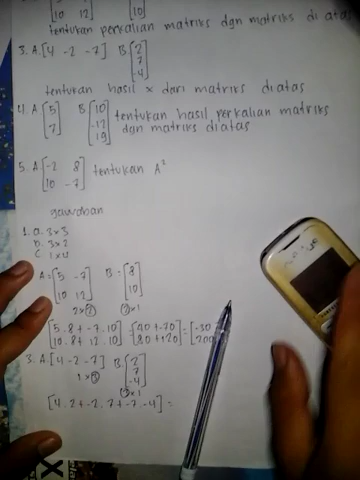 10 12] 10]
tentukan perkalian matriks dgn matriks di atas
3. A. [4 -2 -7] B. [2
7
-4]
tentukan hasil x dari matriks diatas
4. A [5 B [10 tentukan hasil perkalian matriks
7] -12 dgn matriks diatas
19]
5. A. [-2 8 tentukan A²
10 -7]
Jawaban
1. a. 3x3
b. 3x2
c. 1x4
A = [5 -7 B = [8
10 12] 10]
2x2 2x1
[5.8 + -7.10] [40 + -70] = [-30
[10.8 + 12.10] [80 + 120] [200
3. A [4 -2 -7] B. [2
7
1x3 -4]
3x1
[4.2 + -2.7 + -7.-4] =